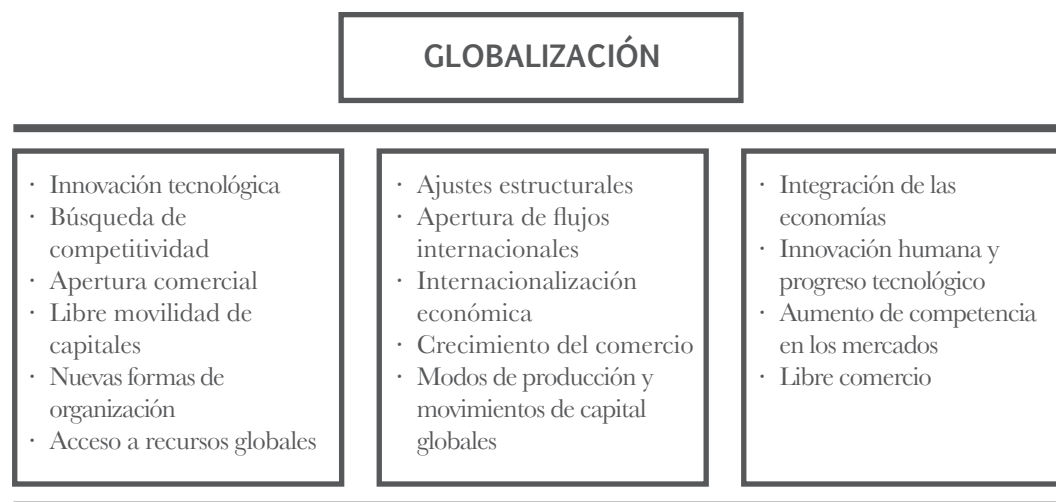 GLOBALIZACIÓN
· Innovación tecnológica
· Búsqueda de
competitividad
· Apertura comercial
· Libre movilidad de
capitales
· Nuevas formas de
organización
· Acceso a recursos globales
· Ajustes estructurales
· Apertura de flujos
internacionales
· Internacionalización
económica
· Crecimiento del comercio
· Modos de producción y
movimientos de capital
globales
· Integración de las
economías
· Innovación humana y
progreso tecnológico
· Aumento de competencia
en los mercados
· Libre comercio